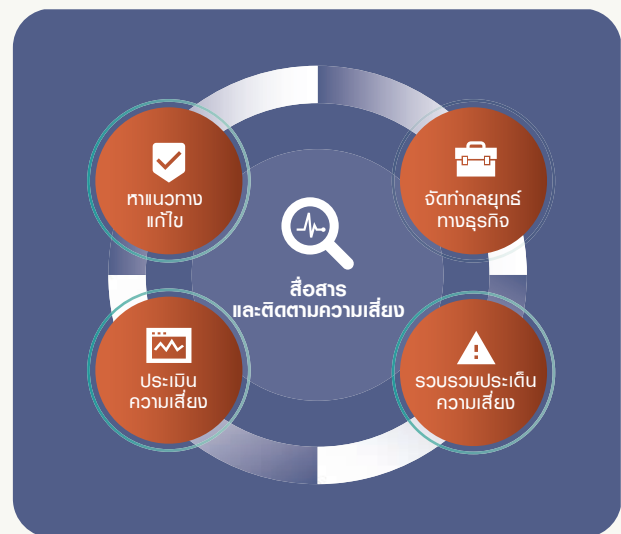 หาแนวทาง
แก้ไข
จัดทำกลยุทธ์
ทางธุรกิจ
สื่อสาร
และติดตามความเสี่ยง
ประเมิน
ความเสี่ยง
รวบรวมประเด็น
ความเสี่ยง